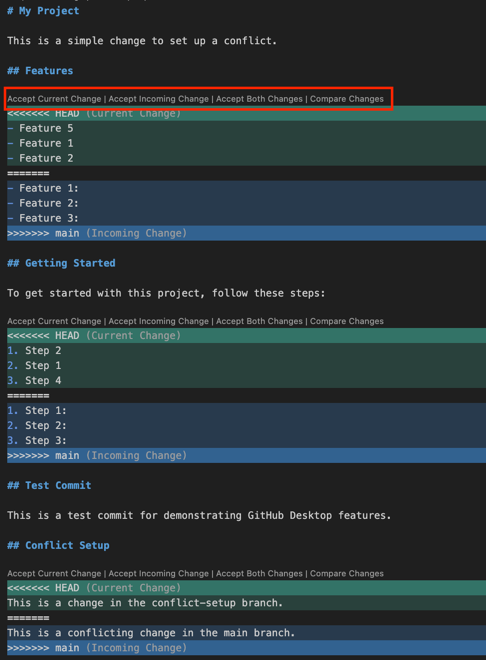 # My Project
This is a simple change to set up a conflict.
## Features
Accept Current Change | Accept Incoming Change | Accept Both Changes | Compare Changes
<<<<<<< HEAD (Current Change)
- Feature 5
- Feature 1
- Feature 2
=======
- Feature 1:
- Feature 2:
- Feature 3:
>>>>>>> main (Incoming Change)
## Getting Started
To get started with this project, follow these steps:
Accept Current Change | Accept Incoming Change | Accept Both Changes | Compare Changes
<<<<<<< HEAD (Current Change)
1. Step 2
2. Step 1
3. Step 4
=======
1. Step 1:
2. Step 2:
3. Step 3:
>>>>>>> main (Incoming Change)
## Test Commit
This is a test commit for demonstrating GitHub Desktop features.
## Conflict Setup
Accept Current Change | Accept Incoming Change | Accept Both Changes | Compare Changes
<<<<<<< HEAD (Current Change)
This is a change in the conflict-setup branch.
=======
This is a conflicting change in the main branch.
>>>>>>> main (Incoming Change)